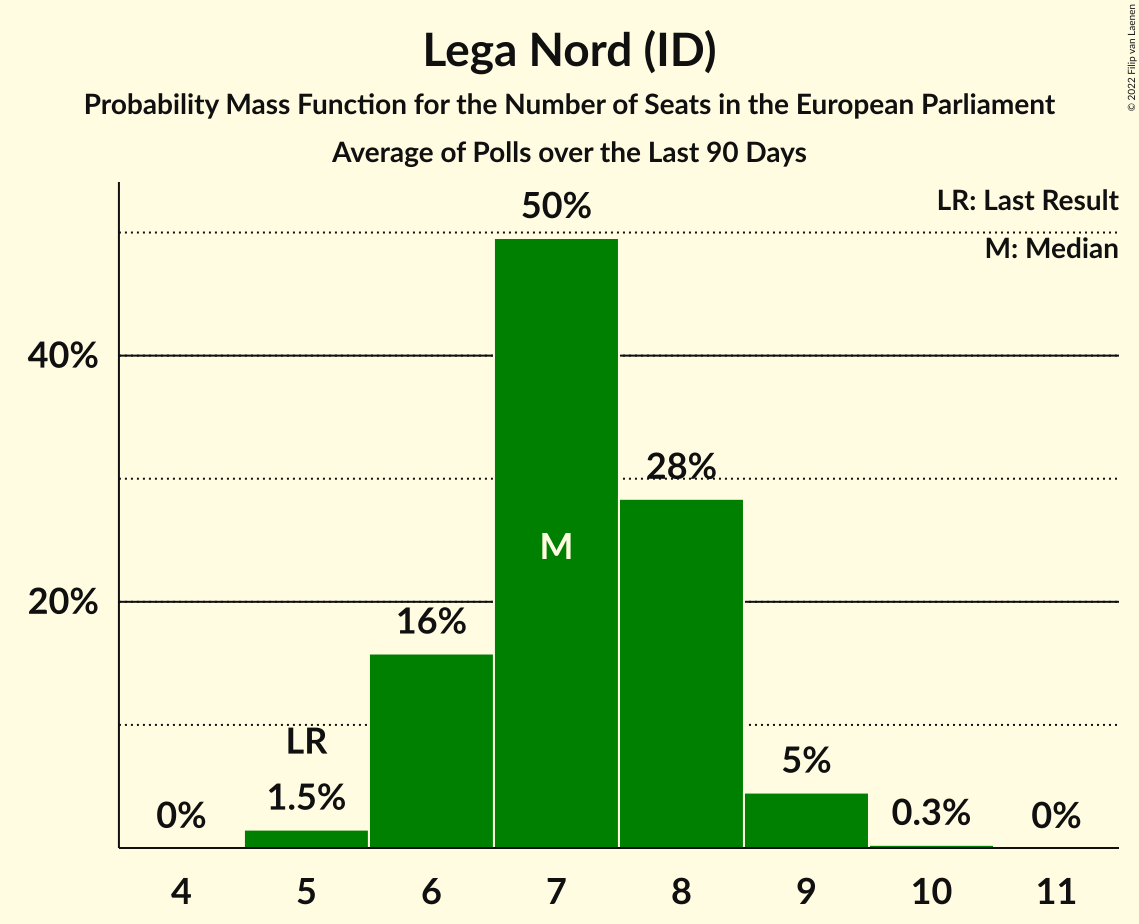 Lega Nord (ID)
Probability Mass Function for the Number of Seats in the European Parliament
Average of Polls over the Last 90 Days
© 2022 Filip van Laenen
LR: Last Result
M: Median
50%
40%
28%
M
20%
16%
LR
1.5%
0%
5%
0.3%
0%
4 5 6 7 8 9 10 11